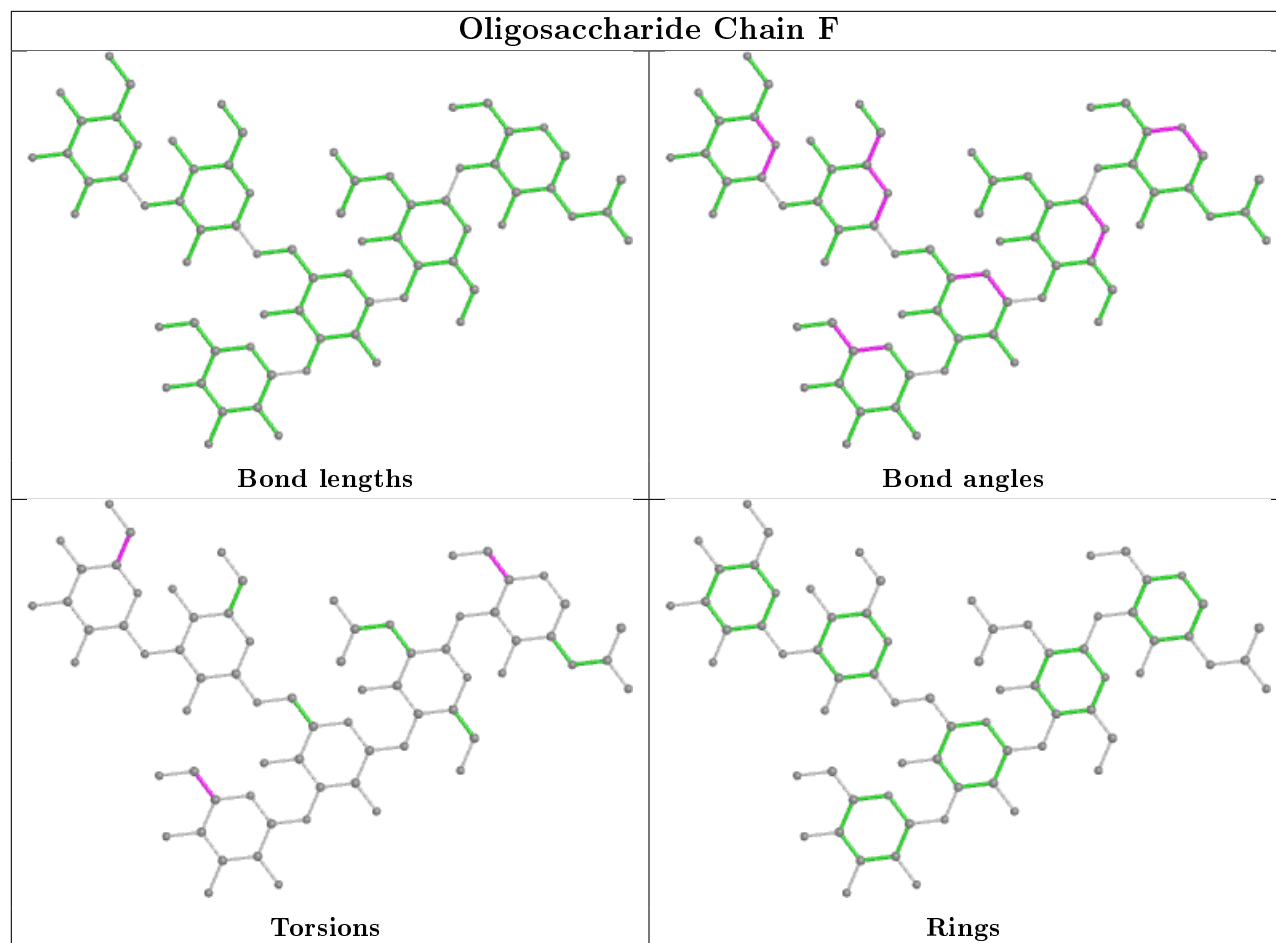 Oligosaccharide Chain F
Bond lengths
Bond angles
Torsions
Rings